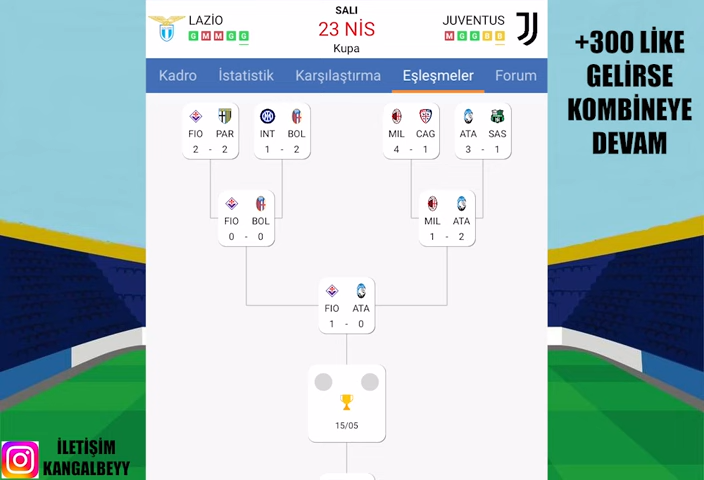 LAZİO
G M M G G
SALI
23 NİS
Kupa
JUVENTUS
M G G B B
Kadro İstatistik Karşılaştırma Eşleşmeler Forum
FIO PAR
2 - 2
INT BOL
1 - 2
MIL CAG
4 - 1
ATA SAS
3 - 1
FIO BOL
0 - 0
MIL ATA
1 - 2
FIO ATA
1 - 0
15/05
+300 LİKE
GELİRSE
KOMBİNEYE
DEVAM
İLETİŞİM
KANGALBEYY